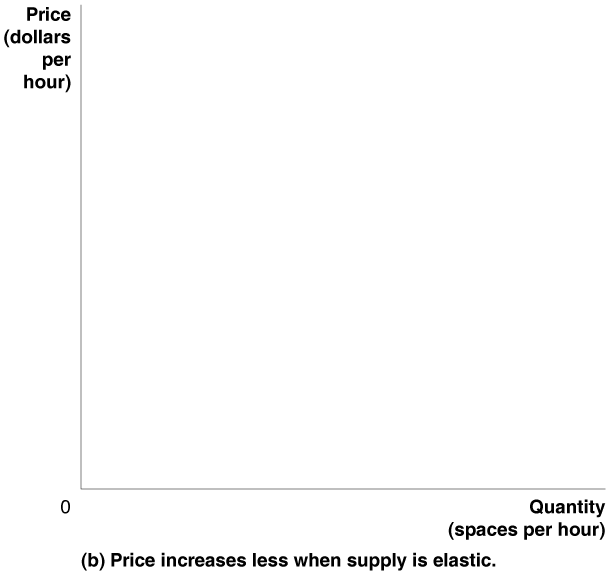 Price
(dollars
per
hour)
0
Quantity
(spaces per hour)
(b) Price increases less when supply is elastic.